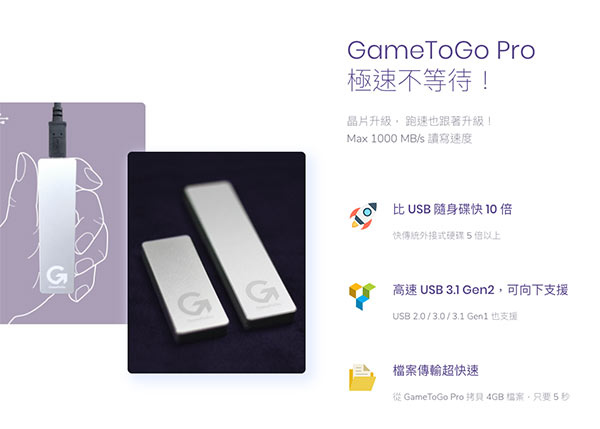 GameToGo Pro
極速不等待！
晶片升級， 跑速也跟著升級！
Max 1000 MB/s 讀寫速度
比 USB 隨身碟快 10 倍
快傳統外接式硬碟 5 倍以上
高速 USB 3.1 Gen2，可向下支援
USB 2.0 / 3.0 / 3.1 Gen1 也支援
檔案傳輸超快速
從 GameToGo Pro 拷貝 4GB 檔案，只要 5 秒